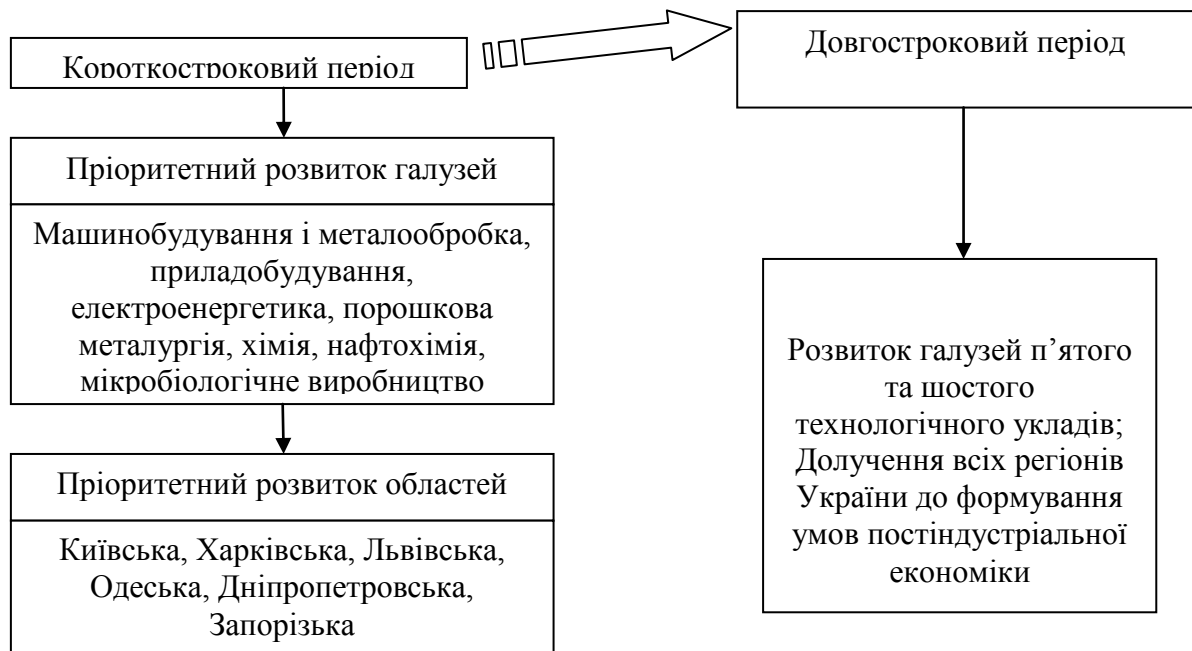 Короткостроковий період
Довгостроковий період
Пріоритетний розвиток галузей
Машинобудування і металообробка,
приладобудування,
електроенергетика, порошкова
металургія, хімія, нафтохімія,
мікробіологічне виробництво
Пріоритетний розвиток областей
Київська, Харківська, Львівська,
Одеська, Дніпропетровська,
Запорізька
Розвиток галузей п’ятого
та шостого
технологічного укладів;
Долучення всіх регіонів
України до формування
умов постіндустріальної
економіки